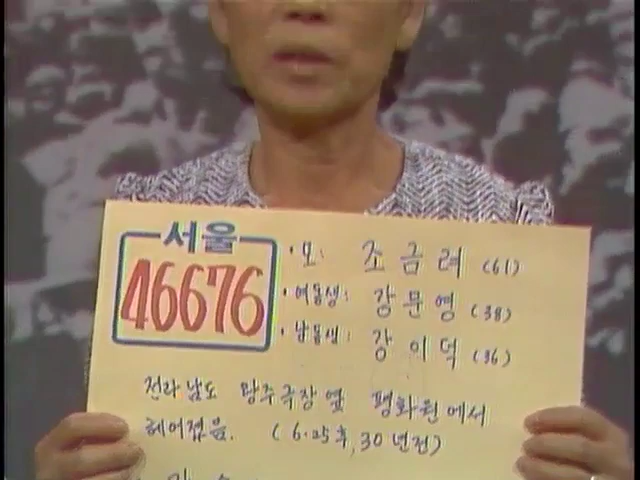 서울
46676
· 모: 조금려 (61)
· 여동생: 강문영 (38)
· 남동생: 강이덕 (36)
전라남도 광주극장 옆 평화원에서
헤어졌음. (6·25후, 30년전)